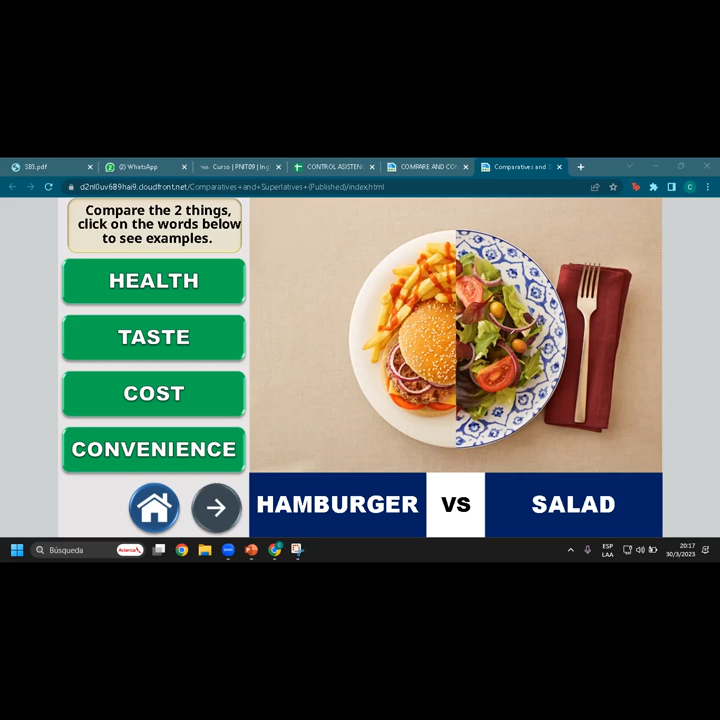 SB3.pdf
(2) WhatsApp
Curso | PNIT09 | Ing
CONTROL ASISTEN
COMPARE AND CO
Comparatives and S
d2nl0uv689hai9.cloudfront.net/Comparatives+and+Superlatives+(Published)/index.html
C
Compare the 2 things,
click on the words below
to see examples.
HEALTH
TASTE
COST
CONVENIENCE
HAMBURGER VS SALAD
Búsqueda
ESP
LAA
20:17
30/3/2023